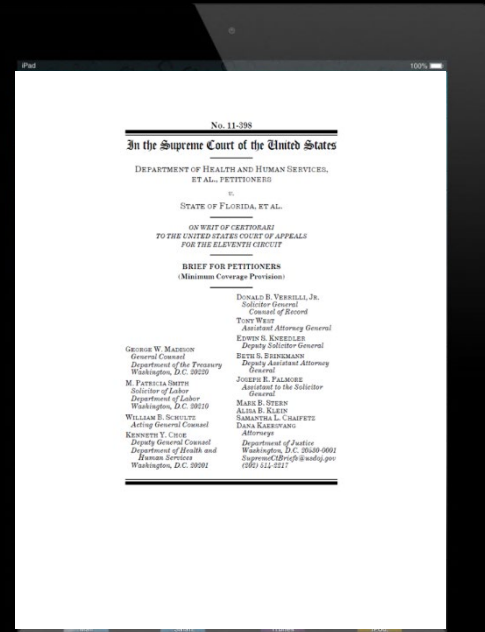 iPad
100%
No. 11-398
In the Supreme Court of the United States
DEPARTMENT OF HEALTH AND HUMAN SERVICES,
ET AL., PETITIONERS
v.
STATE OF FLORIDA, ET AL.
ON WRIT OF CERTIORARI
TO THE UNITED STATES COURT OF APPEALS
FOR THE ELEVENTH CIRCUIT
BRIEF FOR PETITIONERS
(Minimum Coverage Provision)
GEORGE W. MADISON
General Counsel
Department of the Treasury
Washington, D.C. 20220
M. PATRICIA SMITH
Solicitor of Labor
Department of Labor
Washington, D.C. 20210
WILLIAM B. SCHULTZ
Acting General Counsel
KENNETH Y. CHOE
Deputy General Counsel
Department of Health and
Human Services
Washington, D.C. 20201
DONALD B. VERRILLI, JR.
Solicitor General
Counsel of Record
TONY WEST
Assistant Attorney General
EDWIN S. KNEEDLER
Deputy Solicitor General
BETH S. BRINKMANN
Deputy Assistant Attorney
General
JOSEPH R. PALMORE
Assistant to the Solicitor
General
MARK B. STERN
ALISA B. KLEIN
SAMANTHA L. CHAIFETZ
DANA KAERSVANG
Attorneys
Department of Justice
Washington, D.C. 20530-0001
SupremeCtBriefs@usdoj.gov
(202) 514-2217